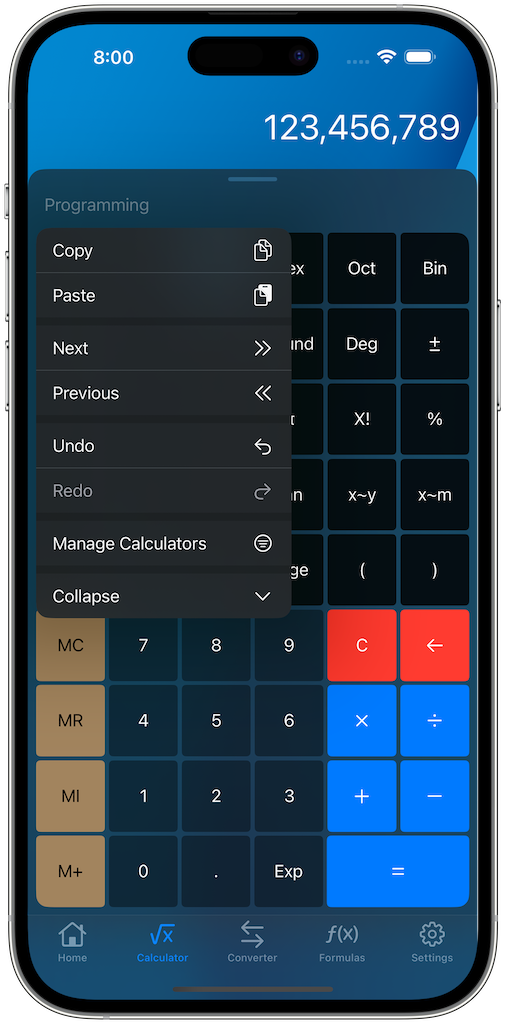 8:00
123,456,789
Programming
Copy
Paste
Next
Previous
Undo
Redo
Manage Calculators
Collapse
ex Oct Bin
und Deg ±
X! %
n x~y x~m
ge ( )
MC 7 8 9 C ←
MR 4 5 6 × ÷
MI 1 2 3 + −
M+ 0 . Exp =
√x
f(x)
Home Calculator Converter Formulas Settings